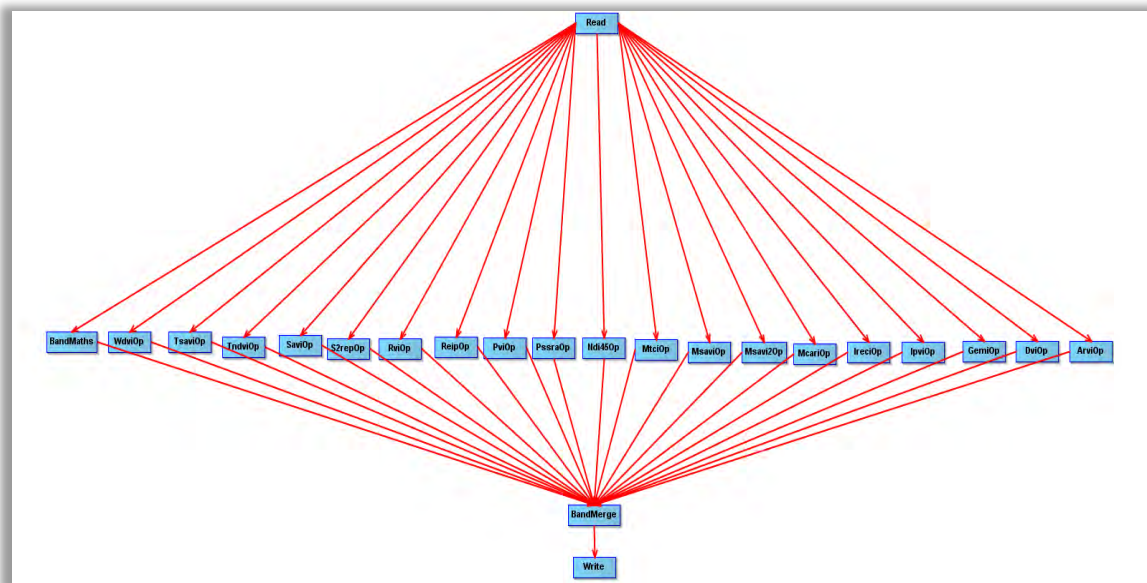 Read
BandMaths
WdviOp
TsaviOp
TndviOp
SaviOp
S2repOp
RviOp
ReipOp
PviOp
PssraOp
Ndi45Op
MtciOp
MsaviOp
Msavi2Op
McariOp
IreciOp
IpviOp
GemiOp
DviOp
ArviOp
BandMerge
Write